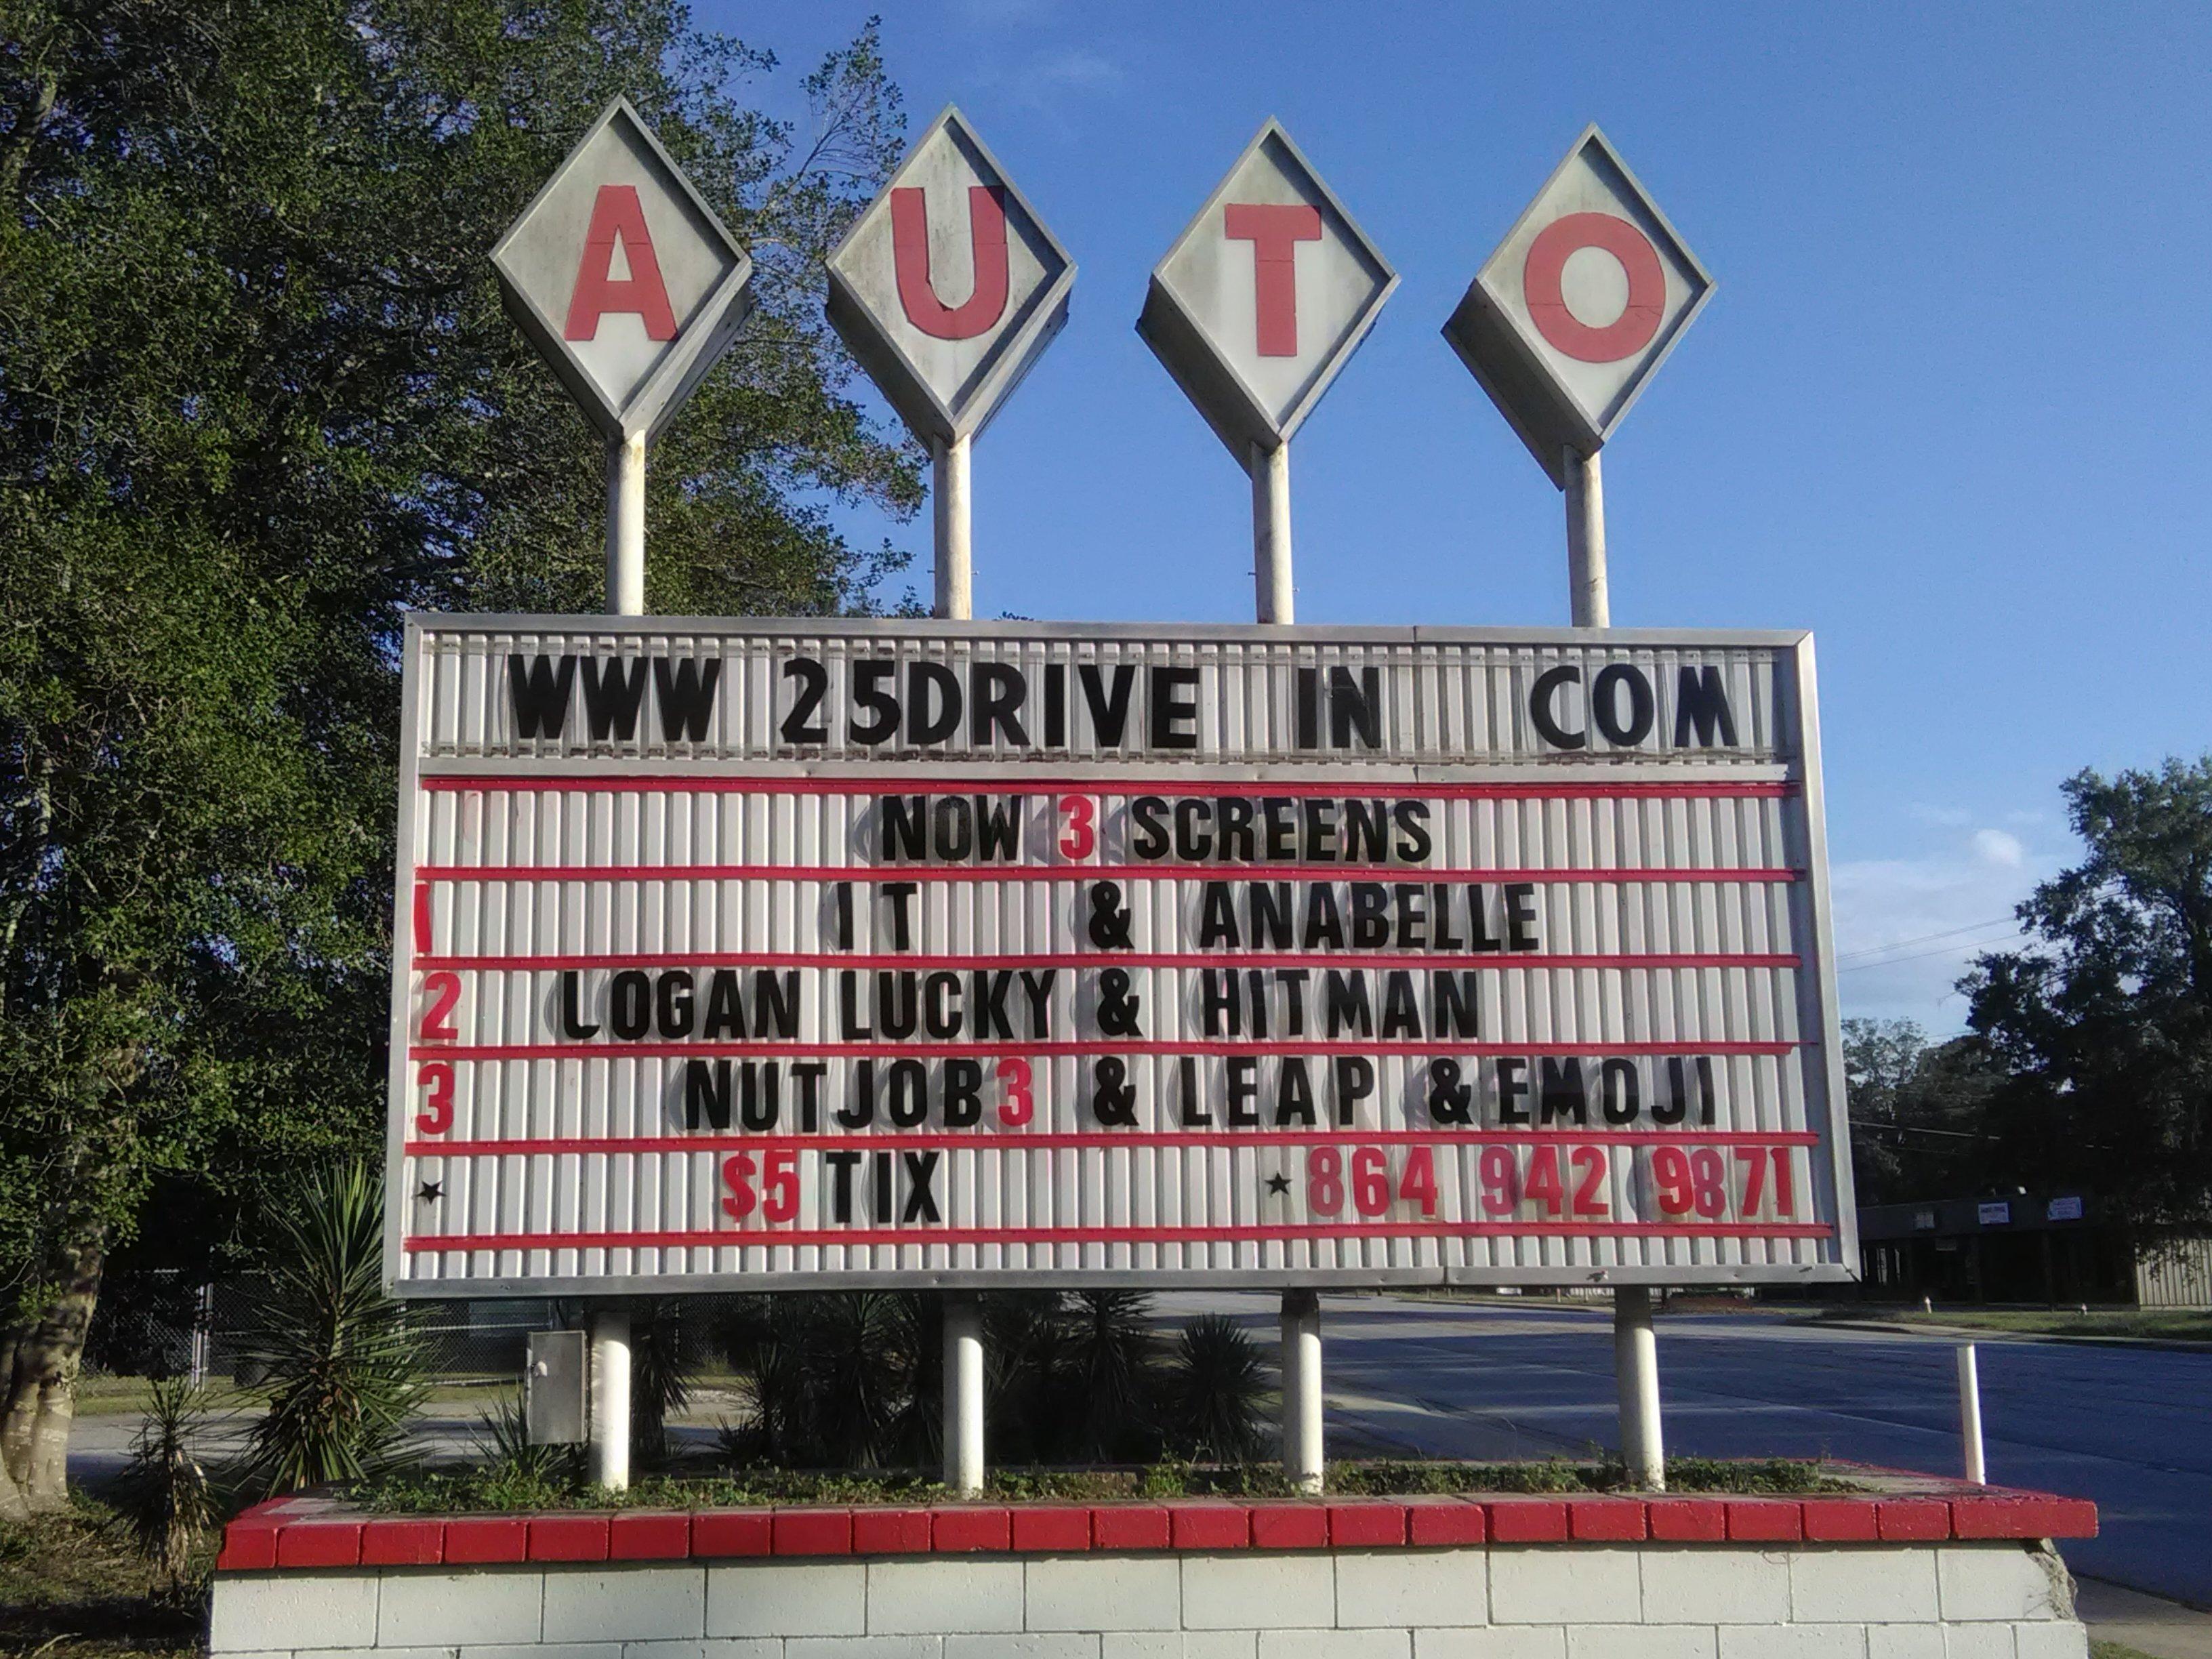 AUTO
WWW 25DRIVE IN COM
NOW 3 SCREENS
1 IT & ANABELLE
2 LOGAN LUCKY & HITMAN
3 NUTJOB3 & LEAP & EMOJI
★ $5 TIX ★ 864 942 9871